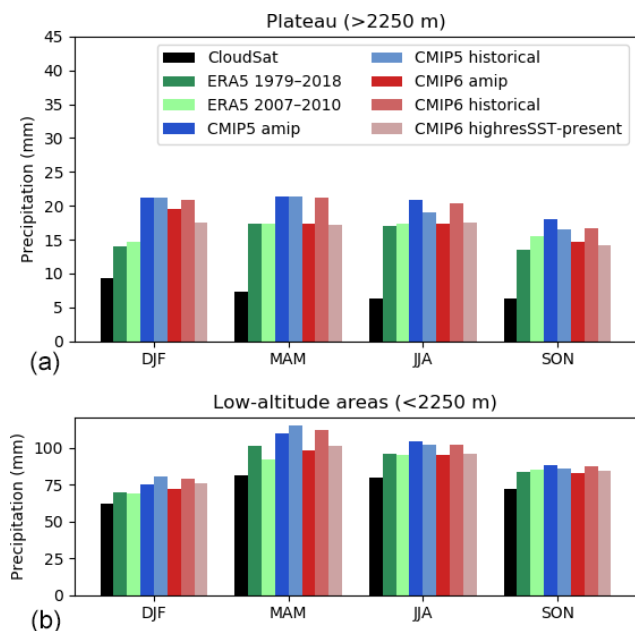 Plateau (>2250 m)
Precipitation (mm)
45
40
35
30
25
20
15
10
5
0
CloudSat
ERA5 1979–2018
ERA5 2007–2010
CMIP5 amip
CMIP5 historical
CMIP6 amip
CMIP6 historical
CMIP6 highresSST-present
DJF
MAM
JJA
SON
(a)
Low-altitude areas (<2250 m)
Precipitation (mm)
100
75
50
25
0
DJF
MAM
JJA
SON
(b)